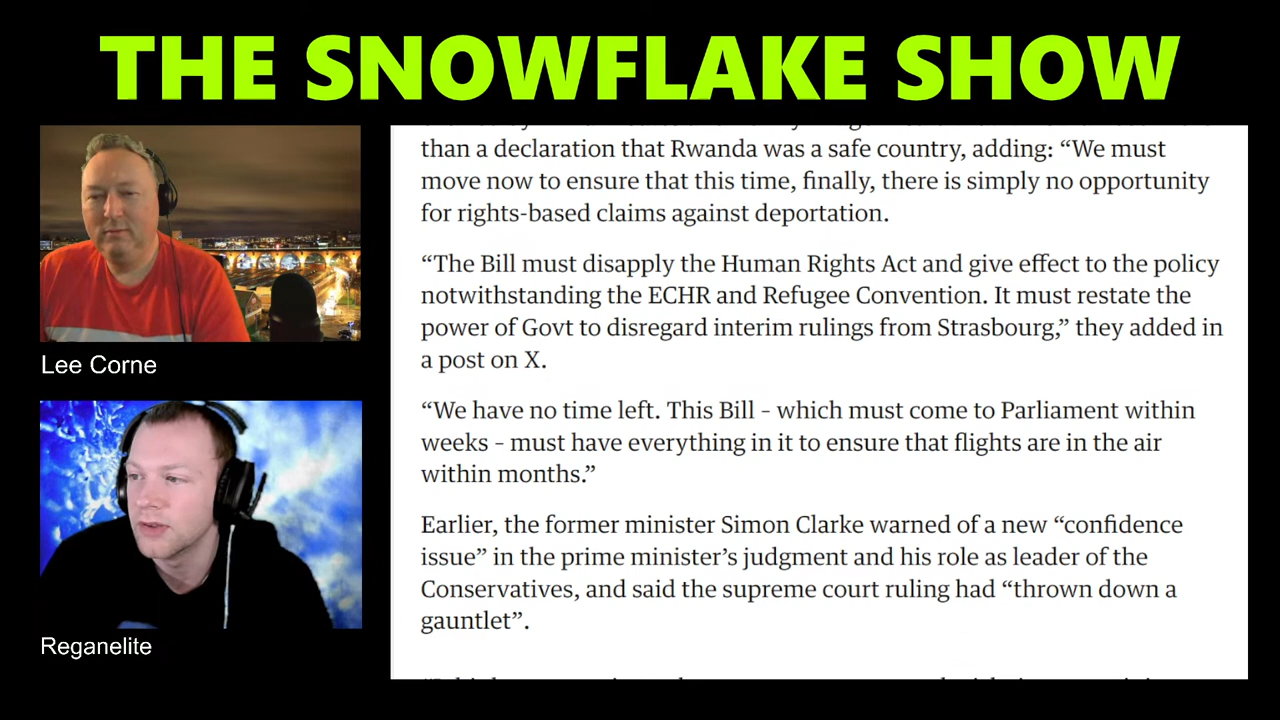 THE SNOWFLAKE SHOW
than a declaration that Rwanda was a safe country, adding: “We must
move now to ensure that this time, finally, there is simply no opportunity
for rights-based claims against deportation.
“The Bill must disapply the Human Rights Act and give effect to the policy
notwithstanding the ECHR and Refugee Convention. It must restate the
power of Govt to disregard interim rulings from Strasbourg,” they added in
a post on X.
“We have no time left. This Bill – which must come to Parliament within
weeks – must have everything in it to ensure that flights are in the air
within months.”
Earlier, the former minister Simon Clarke warned of a new “confidence
issue” in the prime minister’s judgment and his role as leader of the
Conservatives, and said the supreme court ruling had “thrown down a
gauntlet”.
Lee Corne
Reganelite